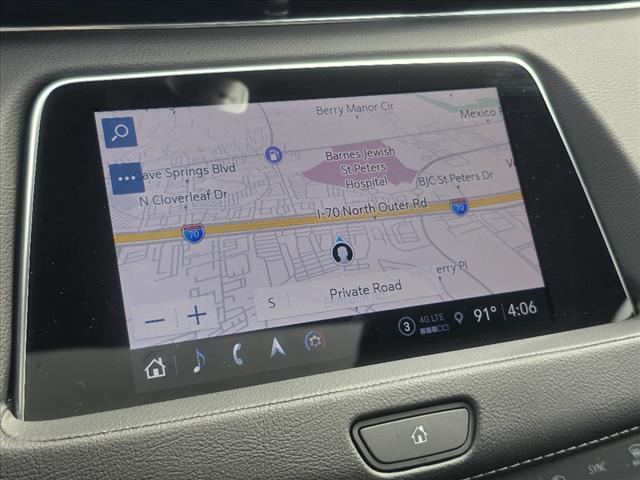 Berry Manor Cir
Mexico
Barnes Jewish
St Peters
Hospital
ave Springs Blvd
BJC St Peters Dr
N Cloverleaf Dr
I-70 North Outer Rd
70
70
nberry Pl
S
Private Road
3
4G LTE
91°
4:06
SYNC